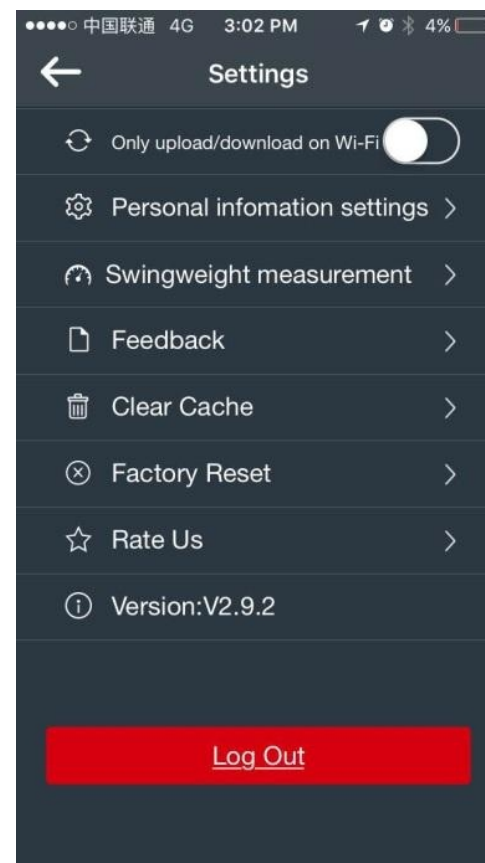 中国联通 4G 3:02 PM 4%
Settings
Only upload/download on Wi-Fi
Personal infomation settings
Swingweight measurement
Feedback
Clear Cache
Factory Reset
Rate Us
Version:V2.9.2
Log Out